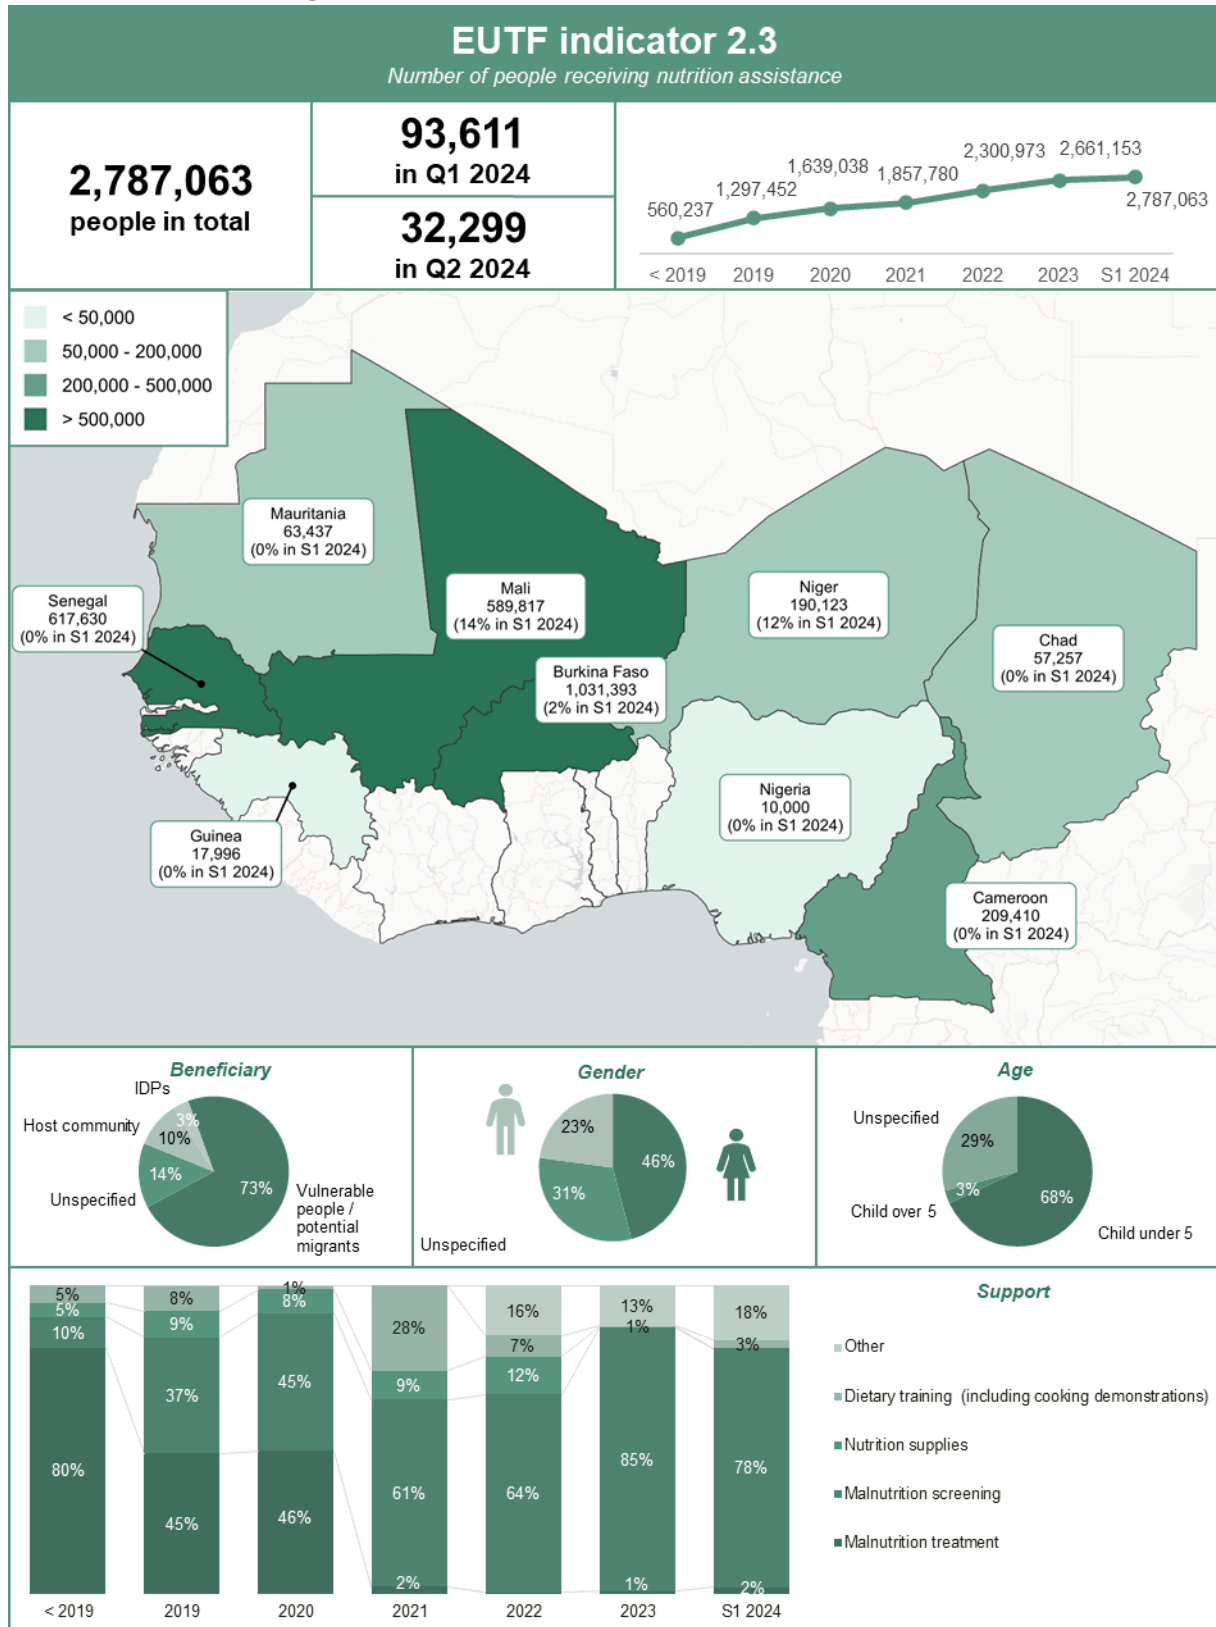 EUTF indicator 2.3
Number of people receiving nutrition assistance
2,787,063
people in total
93,611
in Q1 2024
32,299
in Q2 2024
560,237
1,297,452
1,639,038
1,857,780
2,300,973
2,661,153
2,787,063
< 2019
2019
2020
2021
2022
2023
S1 2024
< 50,000
50,000 - 200,000
200,000 - 500,000
> 500,000
Mauritania
63,437
(0% in S1 2024)
Senegal
617,630
(0% in S1 2024)
Mali
589,817
(14% in S1 2024)
Niger
190,123
(12% in S1 2024)
Chad
57,257
(0% in S1 2024)
Burkina Faso
1,031,393
(2% in S1 2024)
Nigeria
10,000
(0% in S1 2024)
Guinea
17,996
(0% in S1 2024)
Cameroon
209,410
(0% in S1 2024)
Beneficiary
IDPs
3%
Host community
10%
14%
Unspecified
73%
Vulnerable
people /
potential
migrants
Gender
23%
46%
31%
Unspecified
Age
Unspecified
29%
3%
Child over 5
68%
Child under 5
5%
5%
10%
80%
8%
9%
37%
45%
1%
8%
45%
46%
28%
9%
61%
2%
16%
7%
12%
64%
13%
1%
85%
1%
18%
3%
78%
2%
< 2019
2019
2020
2021
2022
2023
S1 2024
Support
Other
Dietary training (including cooking demonstrations)
Nutrition supplies
Malnutrition screening
Malnutrition treatment